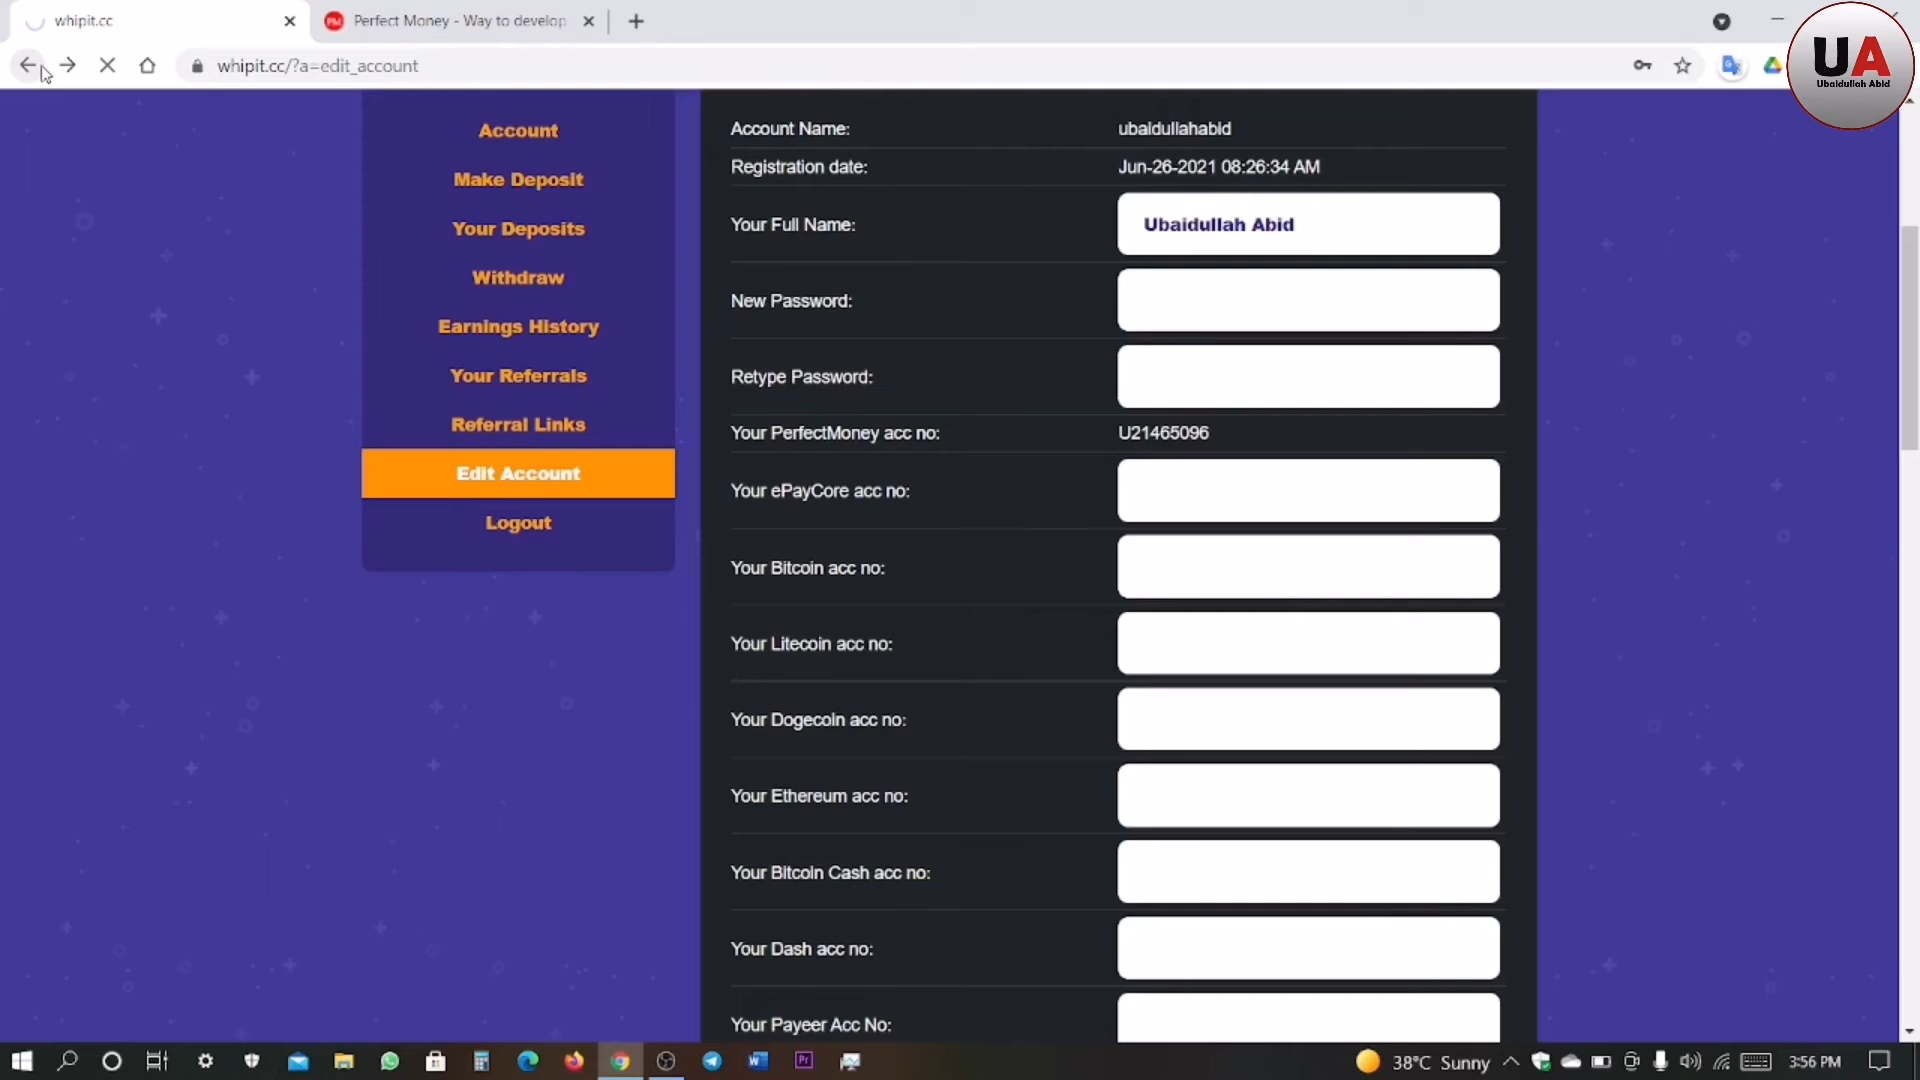 whipit.cc
Perfect Money - Way to develop
whipit.cc/?a=edit_account
UA
Ubaidullah Abid
Account
Make Deposit
Your Deposits
Withdraw
Earnings History
Your Referrals
Referral Links
Edit Account
Logout
Account Name: ubaidullahabid
Registration date: Jun-26-2021 08:26:34 AM
Your Full Name: Ubaidullah Abid
New Password:
Retype Password:
Your PerfectMoney acc no: U21465096
Your ePayCore acc no:
Your Bitcoin acc no:
Your Litecoin acc no:
Your Dogecoin acc no:
Your Ethereum acc no:
Your Bitcoin Cash acc no:
Your Dash acc no:
Your Payeer Acc No:
38°C Sunny
3:56 PM